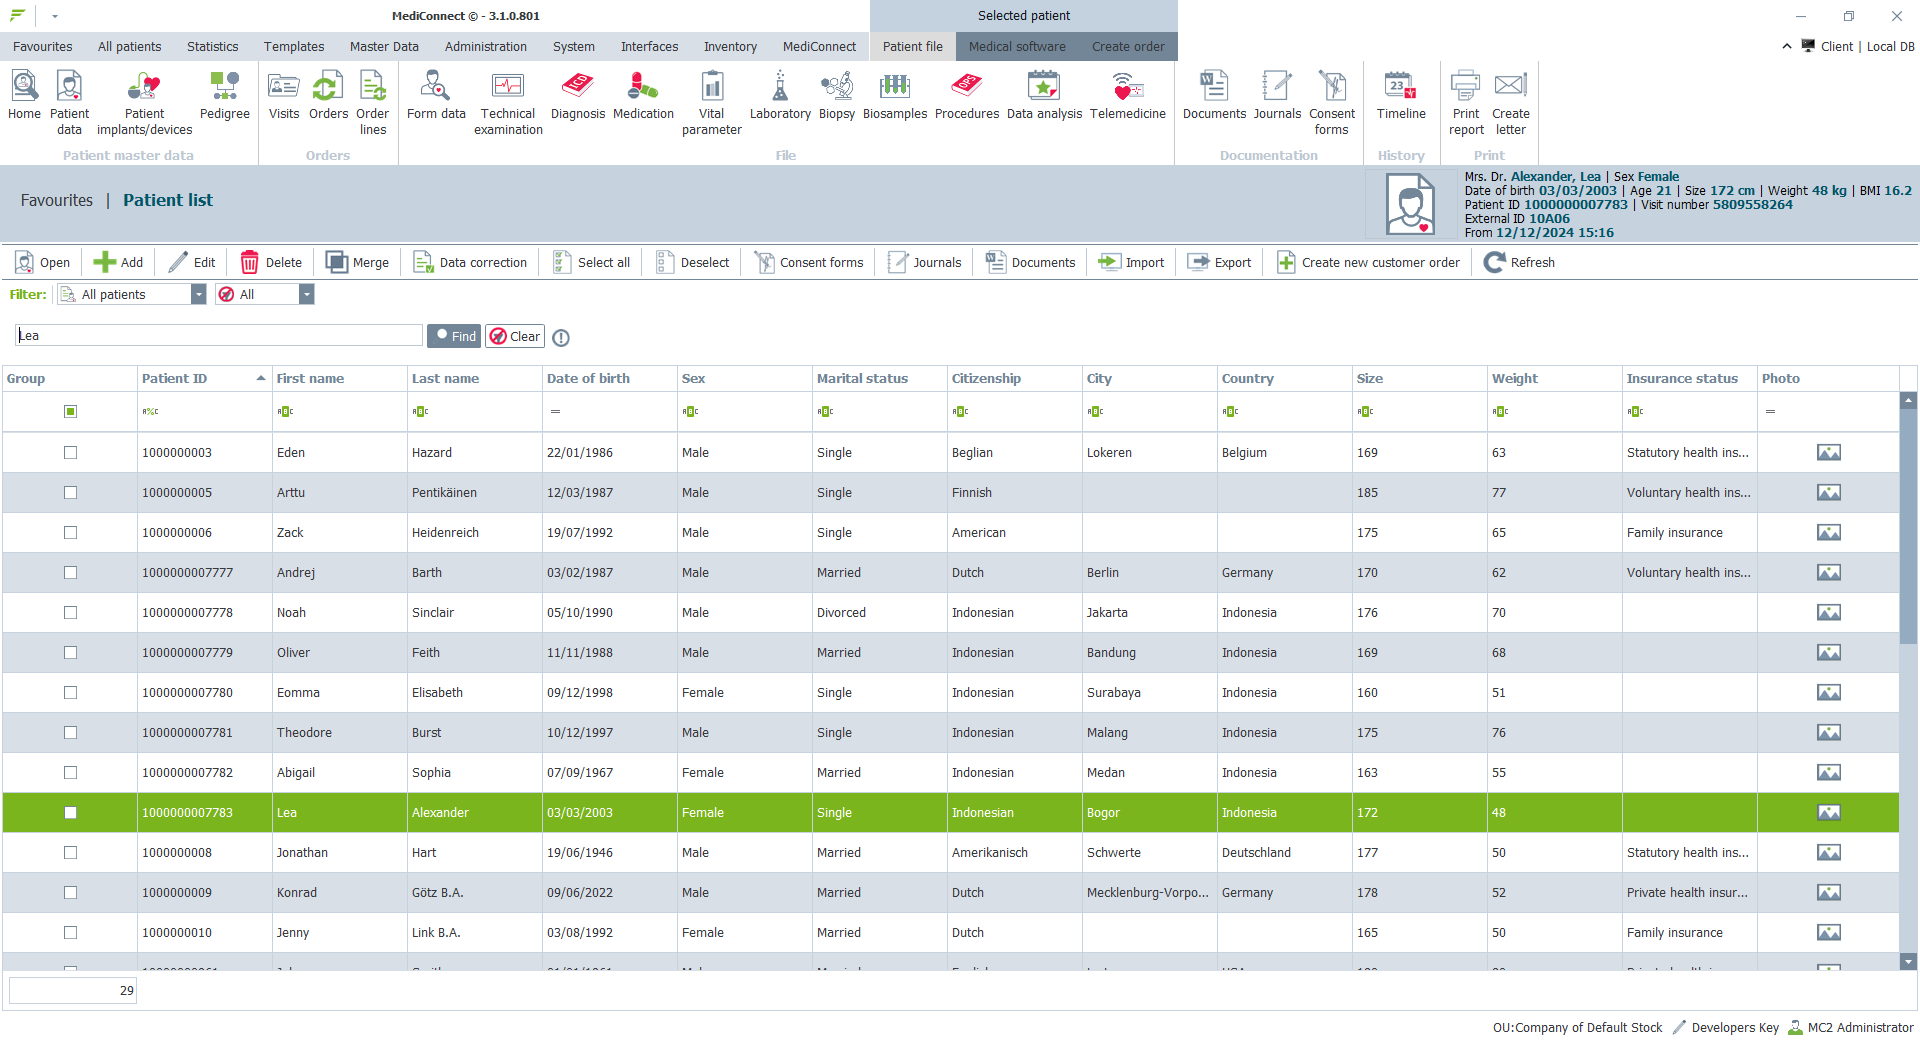 MediConnect © - 3.1.0.801
Selected patient
Favourites All patients Statistics Templates Master Data Administration System Interfaces Inventory MediConnect Patient file Medical software Create order Client | Local DB
Home Patient data Patient implants/devices Pedigree Visits Orders Order lines Form data Technical examination Diagnosis Medication Vital parameter Laboratory Biopsy Biosamples Procedures Data analysis Telemedicine Documents Journals Consent forms Timeline Print report Create letter
Patient master data Orders File Documentation History Print
Favourites | Patient list
Mrs. Dr. Alexander, Lea | Sex Female
Date of birth 03/03/2003 | Age 21 | Size 172 cm | Weight 48 kg | BMI 16.2
Patient ID 1000000007783 | Visit number 5809558264
External ID 10A06
From 12/12/2024 15:16
Open Add Edit Delete Merge Data correction Select all Deselect Consent forms Journals Documents Import Export Create new customer order Refresh
Filter: All patients All
Lea Find Clear
Group Patient ID First name Last name Date of birth Sex Marital status Citizenship City Country Size Weight Insurance status Photo
1000000003 Eden Hazard 22/01/1986 Male Single Beglian Lokeren Belgium 169 63 Statutory health ins...
1000000005 Arttu Pentikäinen 12/03/1987 Male Single Finnish 185 77 Voluntary health ins...
1000000006 Zack Heidenreich 19/07/1992 Male Single American 175 65 Family insurance
1000000007777 Andrej Barth 03/02/1987 Male Married Dutch Berlin Germany 170 62 Voluntary health ins...
1000000007778 Noah Sinclair 05/10/1990 Male Divorced Indonesian Jakarta Indonesia 176 70
1000000007779 Oliver Feith 11/11/1988 Male Married Indonesian Bandung Indonesia 169 68
1000000007780 Eomma Elisabeth 09/12/1998 Female Single Indonesian Surabaya Indonesia 160 51
1000000007781 Theodore Burst 10/12/1997 Male Single Indonesian Malang Indonesia 175 76
1000000007782 Abigail Sophia 07/09/1967 Female Married Indonesian Medan Indonesia 163 55
1000000007783 Lea Alexander 03/03/2003 Female Single Indonesian Bogor Indonesia 172 48
1000000008 Jonathan Hart 19/06/1946 Male Married Amerikanisch Schwerte Deutschland 177 50 Statutory health ins...
1000000009 Konrad Götz B.A. 09/06/2022 Male Married Dutch Mecklenburg-Vorpo... Germany 178 52 Private health insur...
1000000010 Jenny Link B.A. 03/08/1992 Female Married Dutch 165 50 Family insurance
29
OU:Company of Default Stock Developers Key MC2 Administrator